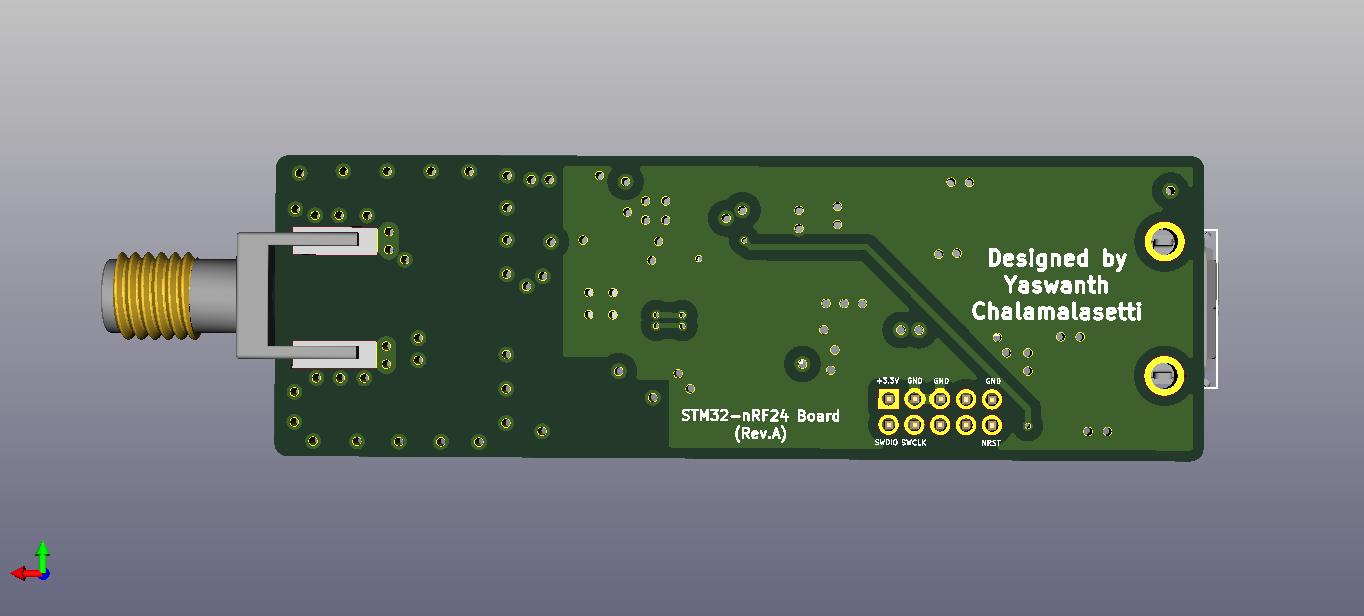 Designed by
Yaswanth
Chalamalasetti
+3.3V GND GND GND
STM32-nRF24 Board
(Rev.A)
SWDIO SWCLK NRST